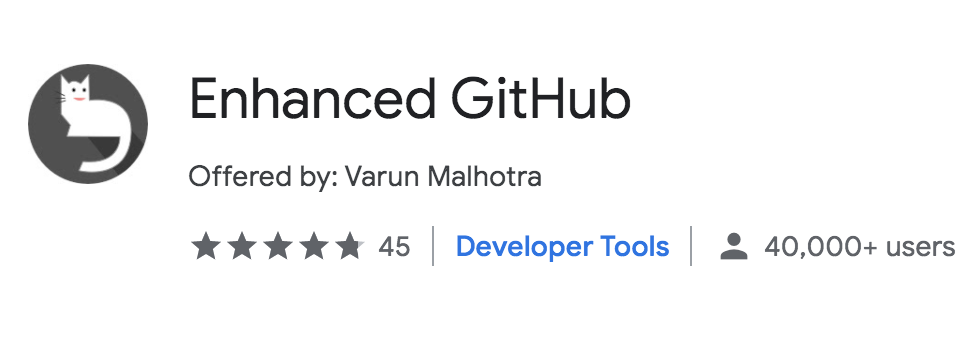 Enhanced GitHub
Offered by: Varun Malhotra
45 Developer Tools 40,000+ users